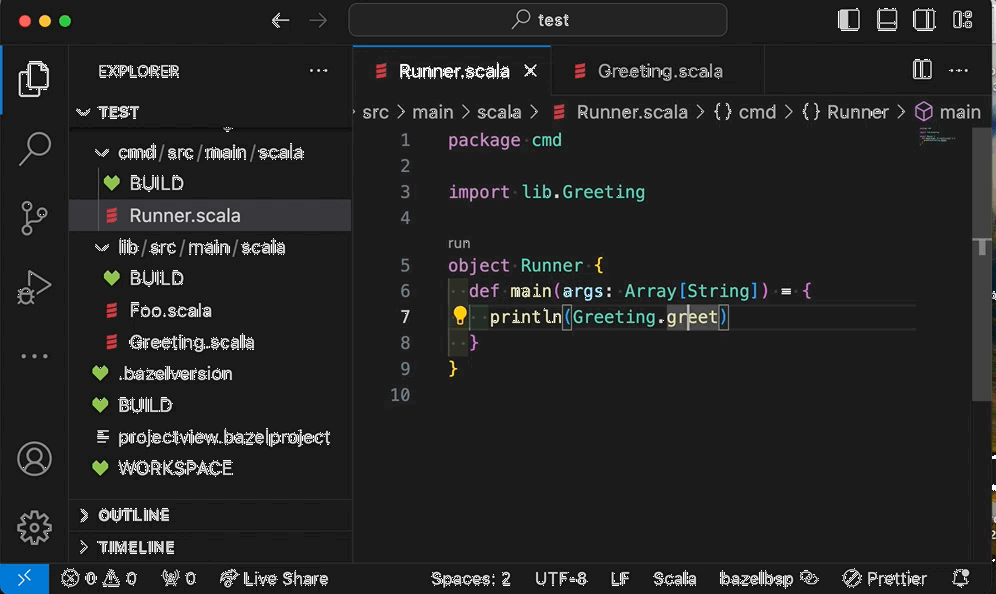 test
EXPLORER
TEST
cmd/src/main/scala
BUILD
Runner.scala
lib/src/main/scala
BUILD
Foo.scala
Greeting.scala
.bazelversion
BUILD
projectview.bazelproject
WORKSPACE
OUTLINE
TIMELINE
Runner.scala Greeting.scala
src > main > scala > Runner.scala > {} cmd > {} Runner > main
1 package cmd
2
3 import lib.Greeting
4
run
5 object Runner {
6 def main(args: Array[String]) = {
7 println(Greeting.greet)
8 }
9 }
10
0 0 0 Live Share Spaces: 2 UTF-8 LF Scala bazelbsp Prettier